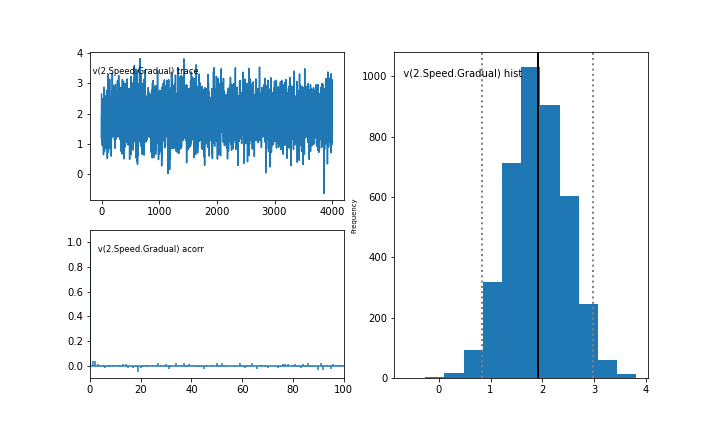 v(2.Speed.Gradual) trace
4
3
2
1
0
0 1000 2000 3000 4000
v(2.Speed.Gradual) acorr
1.0
0.8
0.6
0.4
0.2
0.0
0 20 40 60 80 100
v(2.Speed.Gradual) hist
Frequency
1000
800
600
400
200
0
0 1 2 3 4